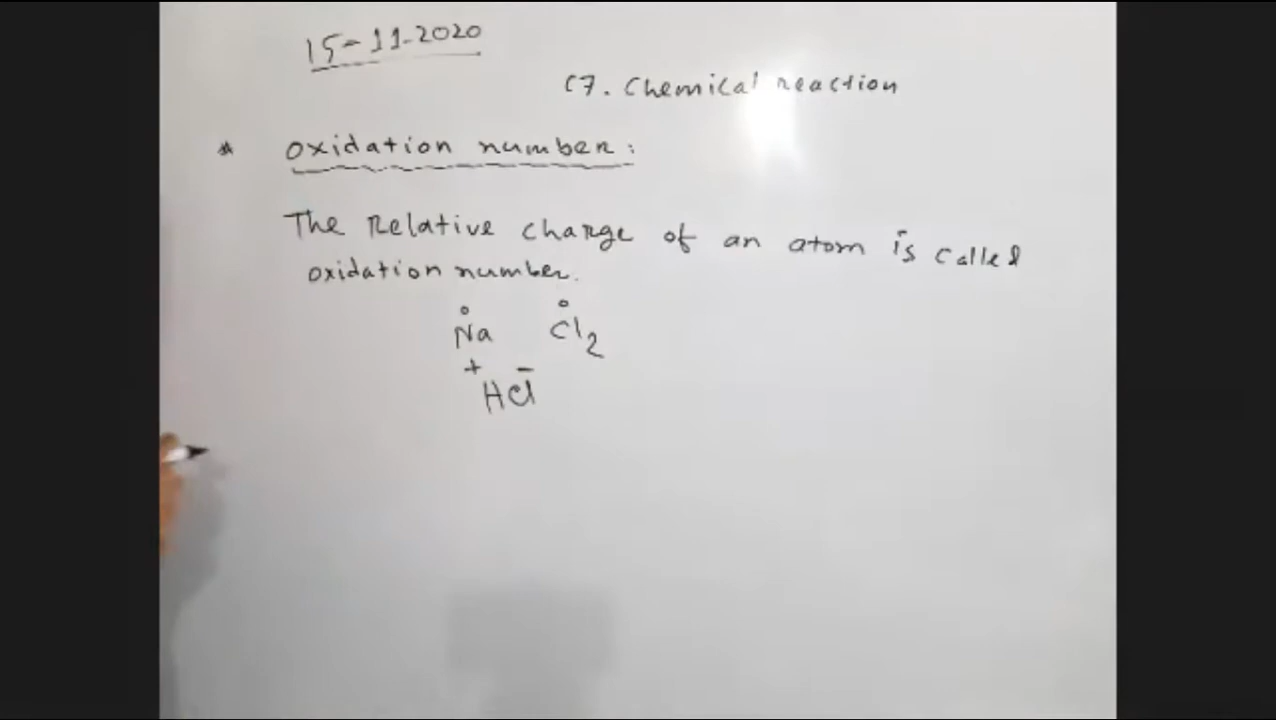 15-11-2020
C7. Chemical reaction
* oxidation number:
The Relative charge of an atom is called
oxidation number.
o o
Na Cl2
+ -
HCl